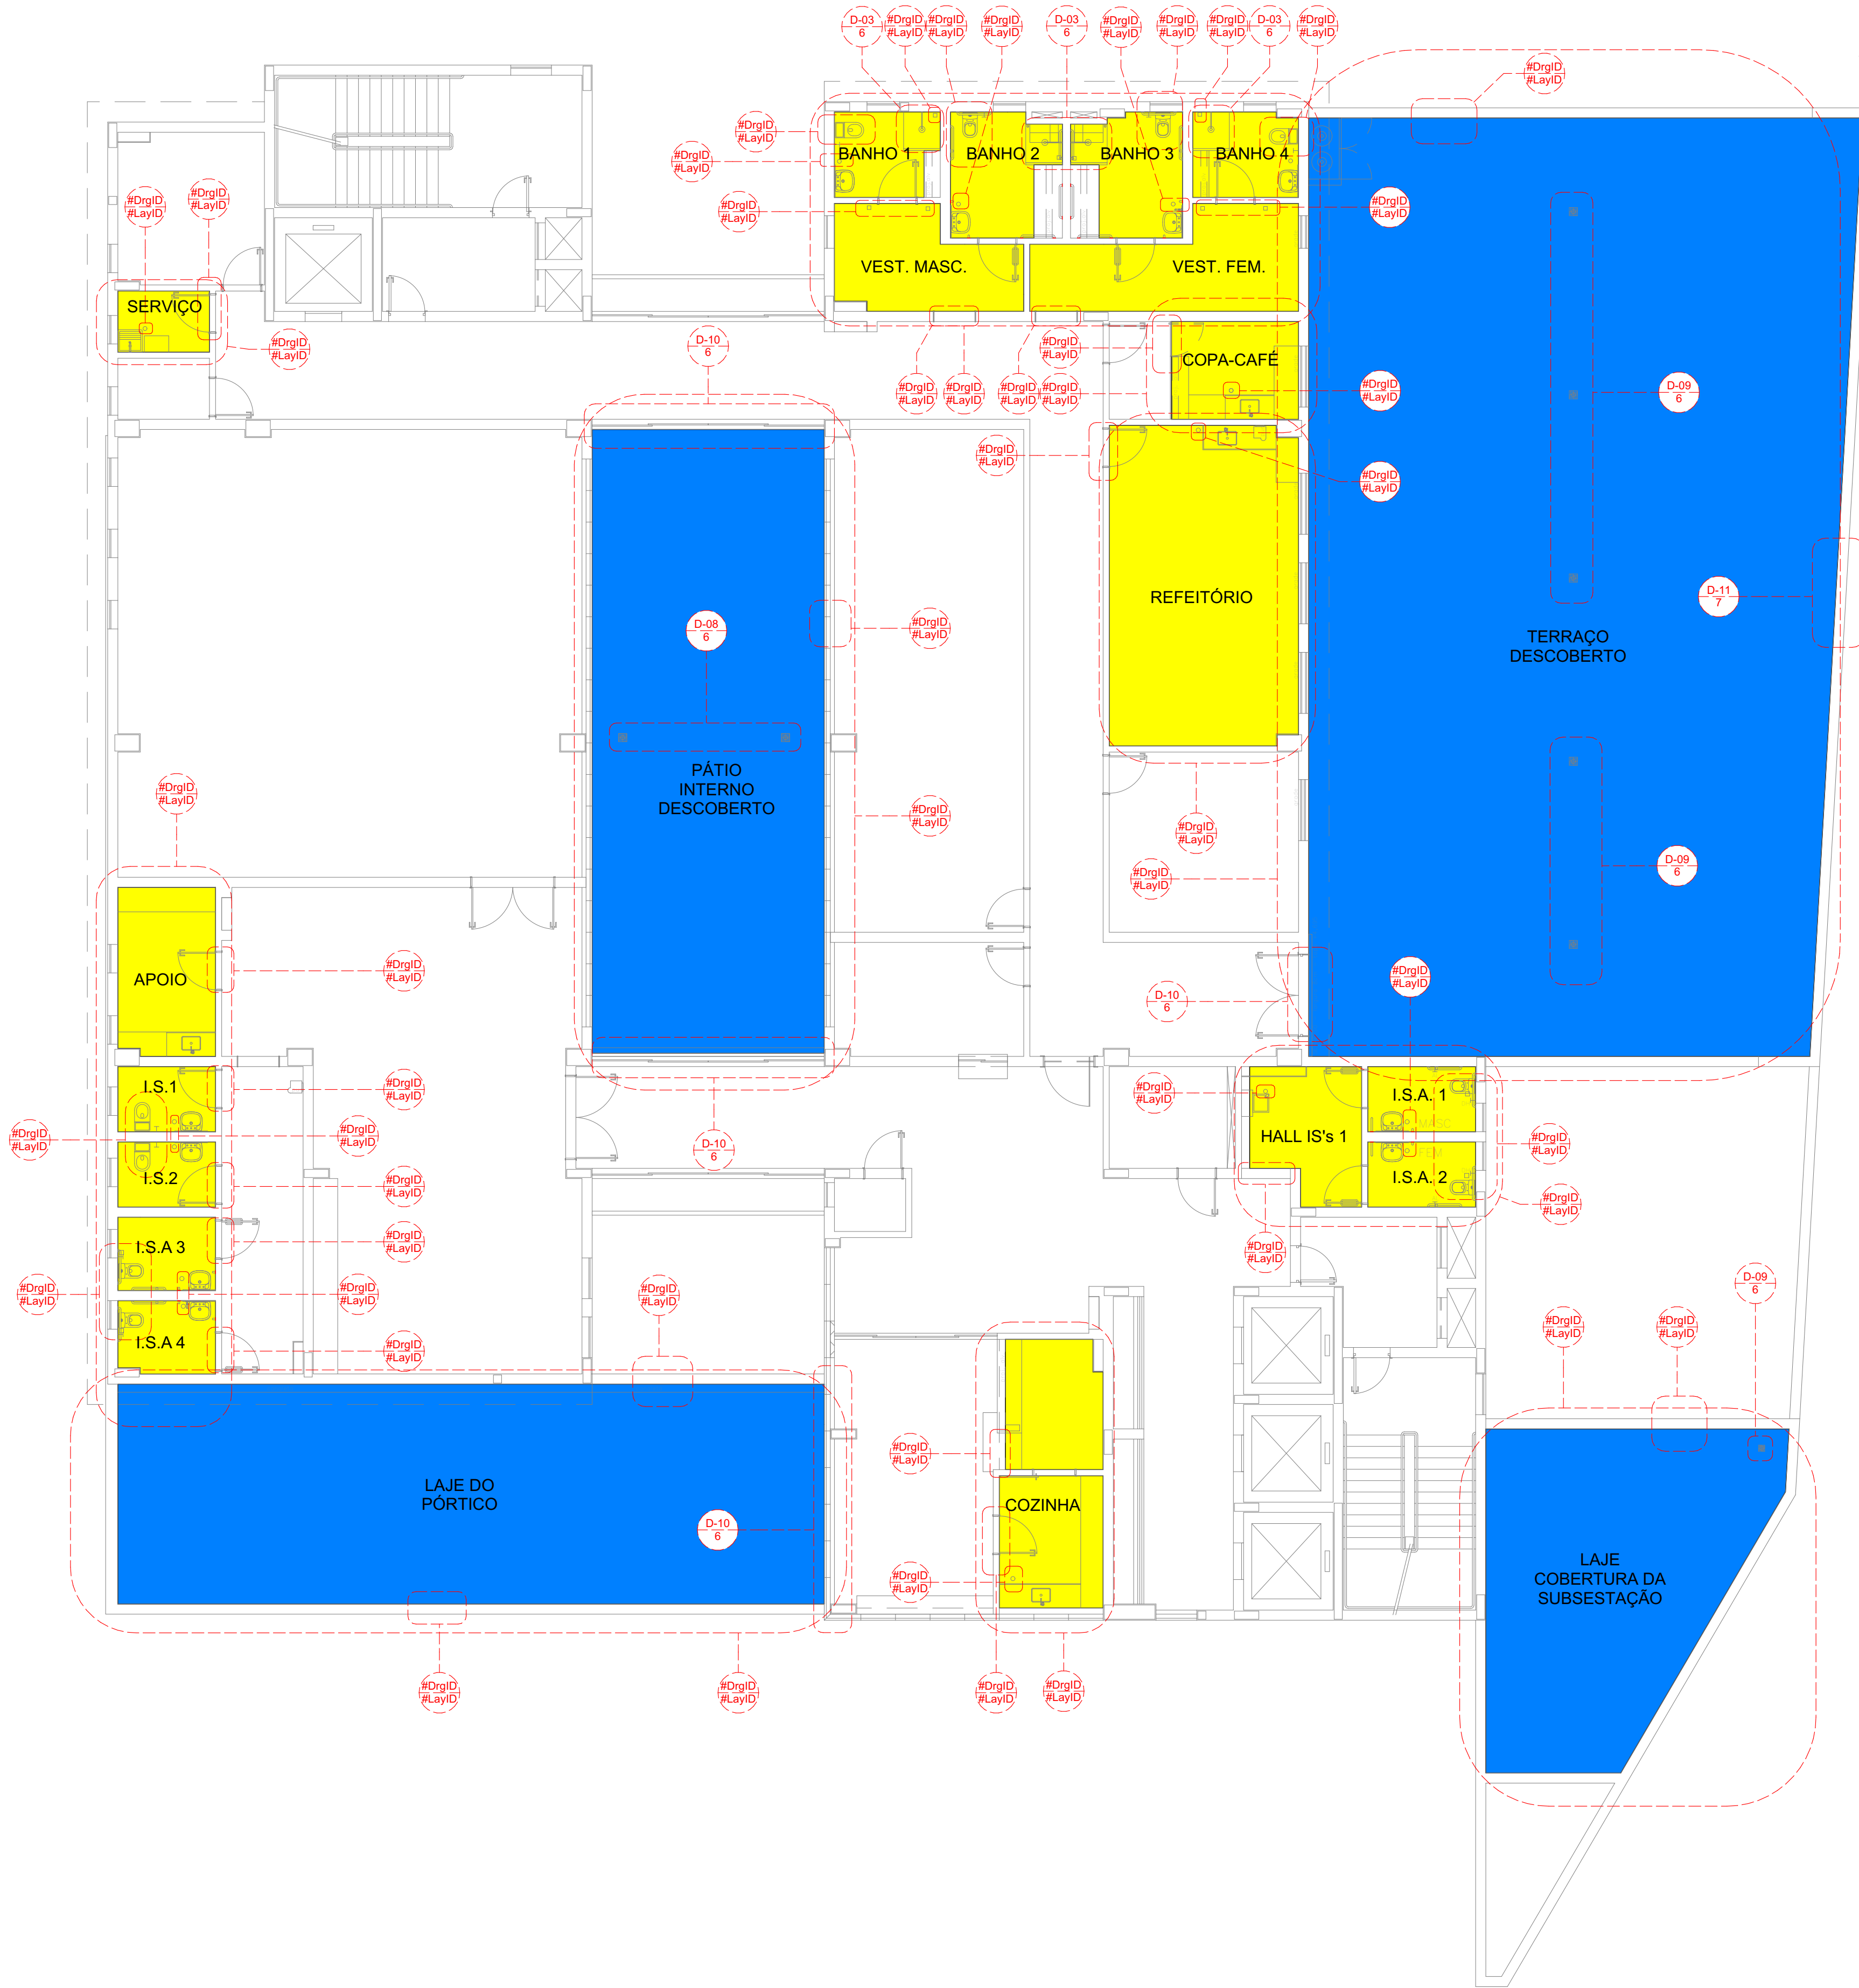 D-03
6
#DrgID
#LayID
#DrgID
#LayID
#DrgID
#LayID
D-03
6
#DrgID
#LayID
#DrgID
#LayID
#DrgID
#LayID
D-03
6
#DrgID
#LayID
#DrgID
#LayID
#DrgID
#LayID
#DrgID
#LayID
BANHO 1
BANHO 2
BANHO 3
BANHO 4
#DrgID
#LayID
#DrgID
#LayID
#DrgID
#LayID
#DrgID
#LayID
VEST. MASC.
VEST. FEM.
SERVIÇO
#DrgID
#LayID
D-10
6
#DrgID
#LayID
COPA-CAFÉ
#DrgID
#LayID
#DrgID
#LayID
#DrgID
#LayID
#DrgID
#LayID
#DrgID
#LayID
D-09
6
#DrgID
#LayID
#DrgID
#LayID
REFEITÓRIO
D-11
7
D-08
6
#DrgID
#LayID
TERRAÇO
DESCOBERTO
PÁTIO
INTERNO
DESCOBERTO
#DrgID
#LayID
#DrgID
#LayID
#DrgID
#LayID
#DrgID
#LayID
D-09
6
APOIO
#DrgID
#LayID
#DrgID
#LayID
D-10
6
I.S.1
#DrgID
#LayID
#DrgID
#LayID
I.S.A. 1
MASC
#DrgID
#LayID
#DrgID
#LayID
D-10
6
HALL IS's 1
FEM
#DrgID
#LayID
I.S.2
#DrgID
#LayID
I.S.A. 2
#DrgID
#LayID
I.S.A 3
#DrgID
#LayID
#DrgID
#LayID
#DrgID
#LayID
#DrgID
#LayID
#DrgID
#LayID
D-09
6
I.S.A 4
#DrgID
#LayID
#DrgID
#LayID
#DrgID
#LayID
#DrgID
#LayID
LAJE DO
PÓRTICO
COZINHA
D-10
6
#DrgID
#LayID
LAJE
COBERTURA DA
SUBSESTAÇÃO
#DrgID
#LayID
#DrgID
#LayID
#DrgID
#LayID
#DrgID
#LayID